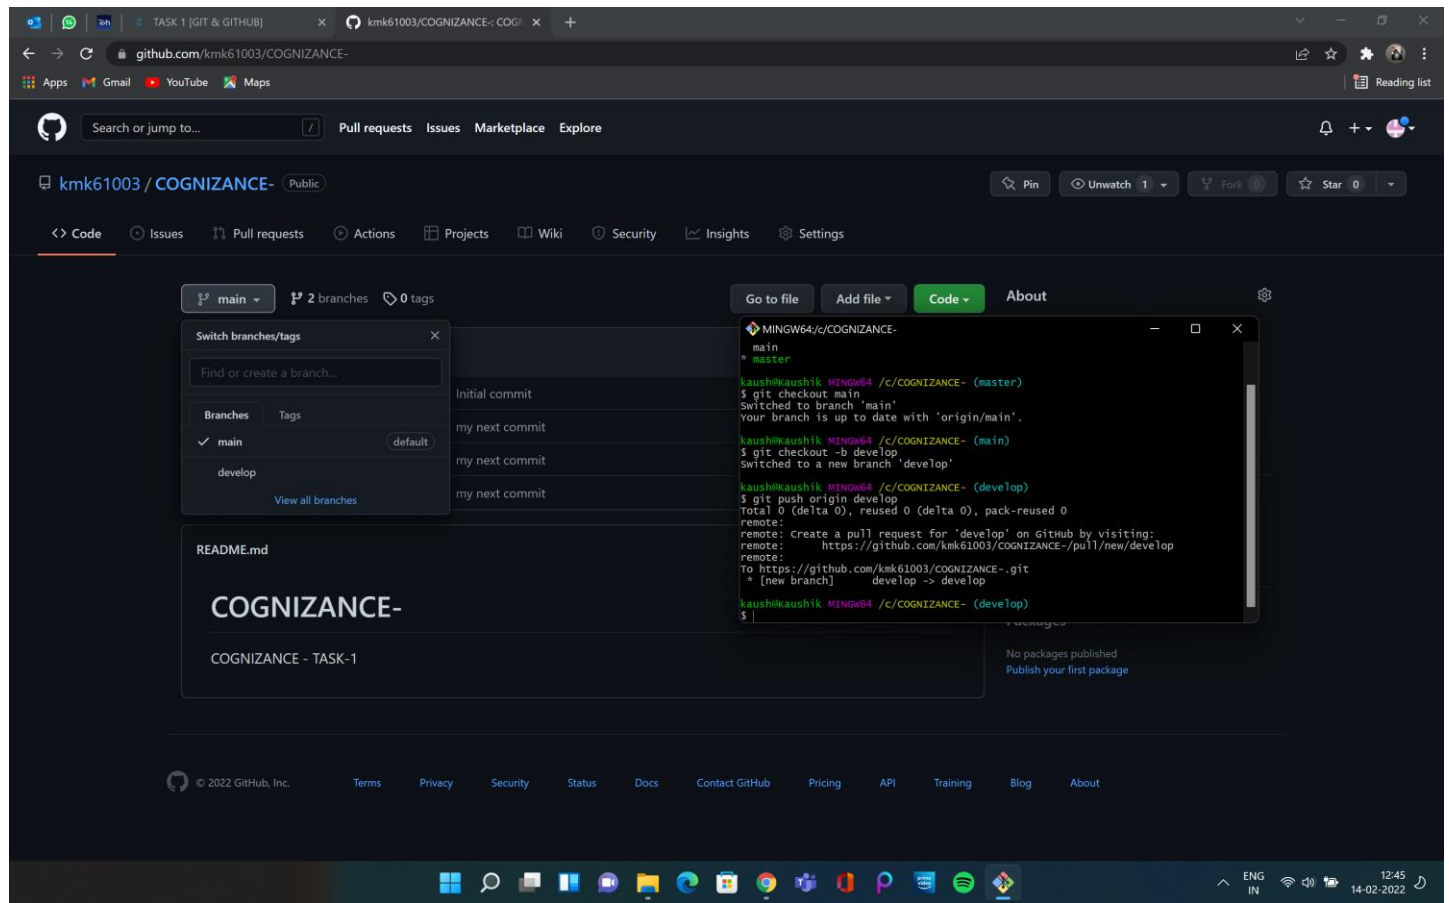 TASK 1 [GIT & GITHUB]
kmk61003/COGNIZANCE-: COGN
github.com/kmk61003/COGNIZANCE-
Apps Gmail YouTube Maps
Reading list
Search or jump to... /
Pull requests Issues Marketplace Explore
kmk61003 / COGNIZANCE- Public
Pin Unwatch 1 Fork 0 Star 0
<> Code Issues Pull requests Actions Projects Wiki Security Insights Settings
main 2 branches 0 tags
Go to file Add file Code
About
Switch branches/tags
Find or create a branch...
Branches Tags
main default
develop
View all branches
Initial commit
my next commit
my next commit
my next commit
MINGW64:/c/COGNIZANCE-
main
* master
kaush@Kaushik MINGW64 /c/COGNIZANCE- (master)
$ git checkout main
Switched to branch 'main'
Your branch is up to date with 'origin/main'.
kaush@Kaushik MINGW64 /c/COGNIZANCE- (main)
$ git checkout -b develop
Switched to a new branch 'develop'
kaush@Kaushik MINGW64 /c/COGNIZANCE- (develop)
$ git push origin develop
Total 0 (delta 0), reused 0 (delta 0), pack-reused 0
remote:
remote: Create a pull request for 'develop' on GitHub by visiting:
remote: https://github.com/kmk61003/COGNIZANCE-/pull/new/develop
remote:
To https://github.com/kmk61003/COGNIZANCE-.git
* [new branch] develop -> develop
kaush@Kaushik MINGW64 /c/COGNIZANCE- (develop)
$
README.md
COGNIZANCE-
COGNIZANCE - TASK-1
Packages
No packages published
Publish your first package
© 2022 GitHub, Inc. Terms Privacy Security Status Docs Contact GitHub Pricing API Training Blog About
ENG
IN
12:45
14-02-2022